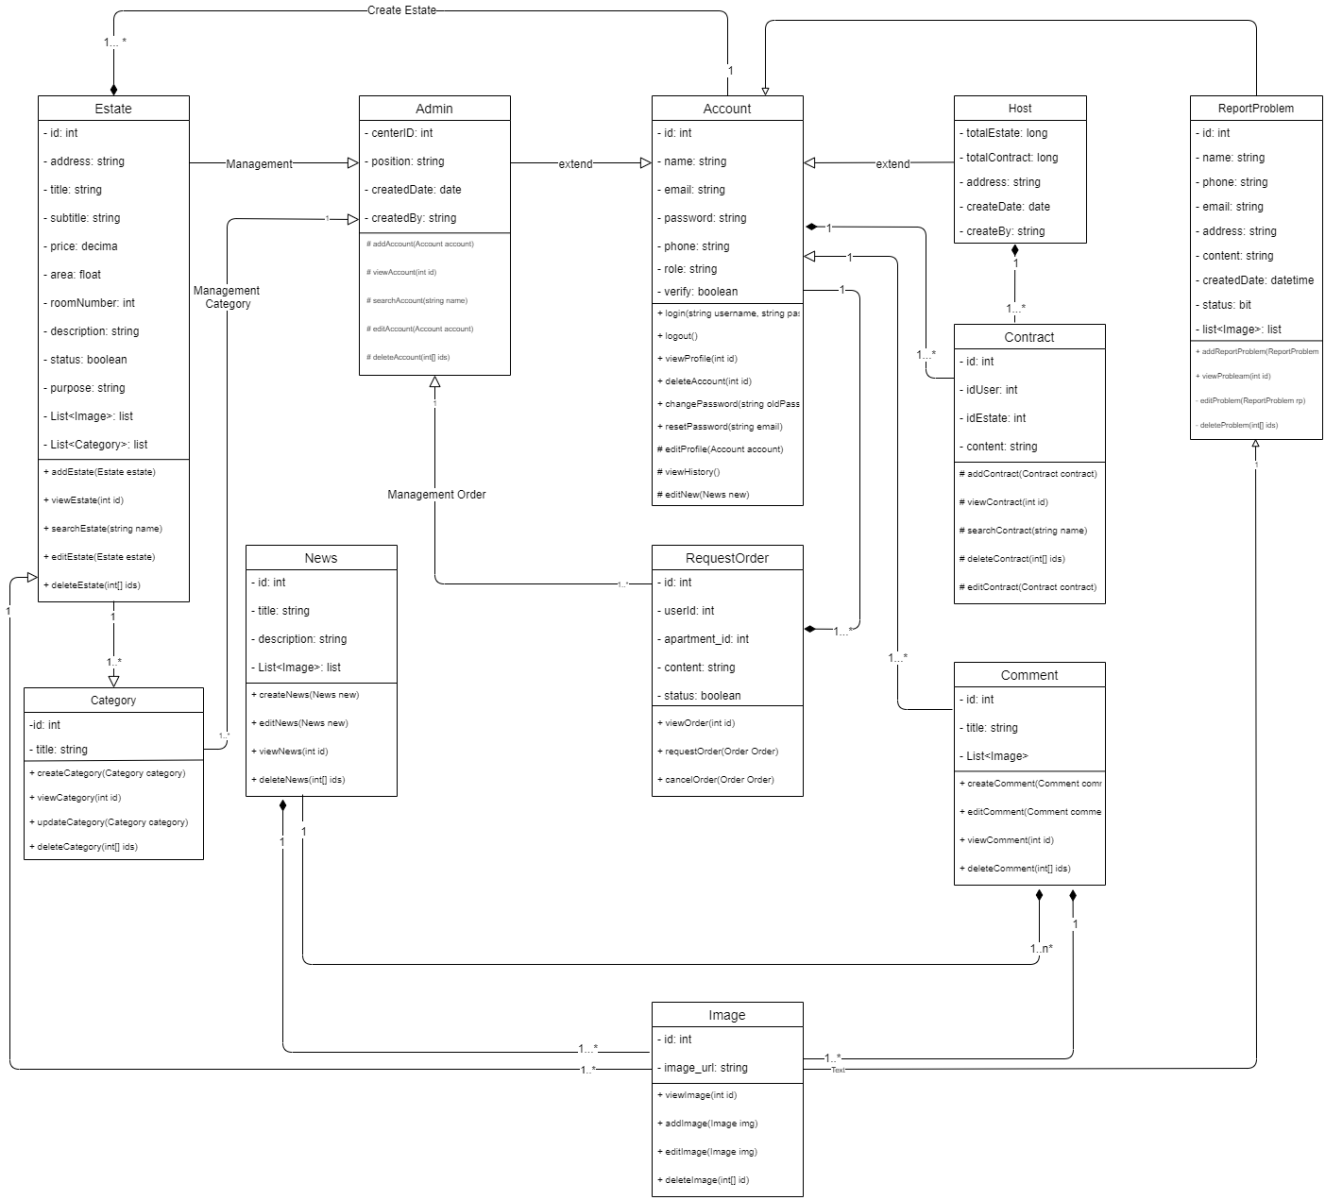 Create Estate
1... *
1
Estate
- id: int
- address: string
- title: string
- subtitle: string
- price: decima
- area: float
- roomNumber: int
- description: string
- status: boolean
- purpose: string
- List<Image>: list
- List<Category>: list
+ addEstate(Estate estate)
+ viewEstate(int id)
+ searchEstate(string name)
+ editEstate(Estate estate)
+ deleteEstate(int[] ids)
Management
Admin
- centerID: int
- position: string
- createdDate: date
- createdBy: string
# addAccount(Account account)
# viewAccount(int id)
# searchAccount(string name)
# editAccount(Account account)
# deleteAccount(int[] ids)
extend
Account
- id: int
- name: string
- email: string
- password: string
- phone: string
- role: string
- verify: boolean
+ login(string username, string pas
+ logout()
+ viewProfile(int id)
+ deleteAccount(int id)
+ changePassword(string oldPass
+ resetPassword(string email)
# editProfile(Account account)
# viewHistory()
# editNew(News new)
extend
Host
- totalEstate: long
- totalContract: long
- address: string
- createDate: date
- createBy: string
ReportProblem
- id: int
- name: string
- phone: string
- email: string
- address: string
- content: string
- createdDate: datetime
- status: bit
- list<Image>: list
+ addReportProblem(ReportProblem
+ viewProbleam(int id)
- editProblem(ReportProblem rp)
- deleteProblem(int[] ids)
1
Management
Category
1
1
1
1
1...*
Contract
- id: int
- idUser: int
- idEstate: int
- content: string
# addContract(Contract contract)
# viewContract(int id)
# searchContract(string name)
# deleteContract(int[] ids)
# editContract(Contract contract)
1...*
1
Management Order
1
News
- id: int
- title: string
- description: string
- List<Image>: list
+ createNews(News new)
+ editNews(News new)
+ viewNews(int id)
+ deleteNews(int[] ids)
1..*
RequestOrder
- id: int
- userId: int
- apartment_id: int
- content: string
- status: boolean
+ viewOrder(int id)
+ requestOrder(Order Order)
+ cancelOrder(Order Order)
1...*
1...*
1
1
1..*
Category
-id: int
- title: string
+ createCategory(Category category)
+ viewCategory(int id)
+ updateCategory(Category category)
+ deleteCategory(int[] ids)
1..*
Comment
- id: int
- title: string
- List<Image>
+ createComment(Comment comr
+ editComment(Comment comme
+ viewComment(int id)
+ deleteComment(int[] ids)
1
1
1
1..n*
Image
- id: int
- image_url: string
+ viewImage(int id)
+ addImage(Image img)
+ editImage(Image img)
+ deleteImage(int[] id)
1...*
1..*
1..*
Text